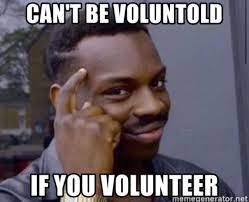 CAN'T BE VOLUNTOLD
IF YOU VOLUNTEER
memegenerator.net